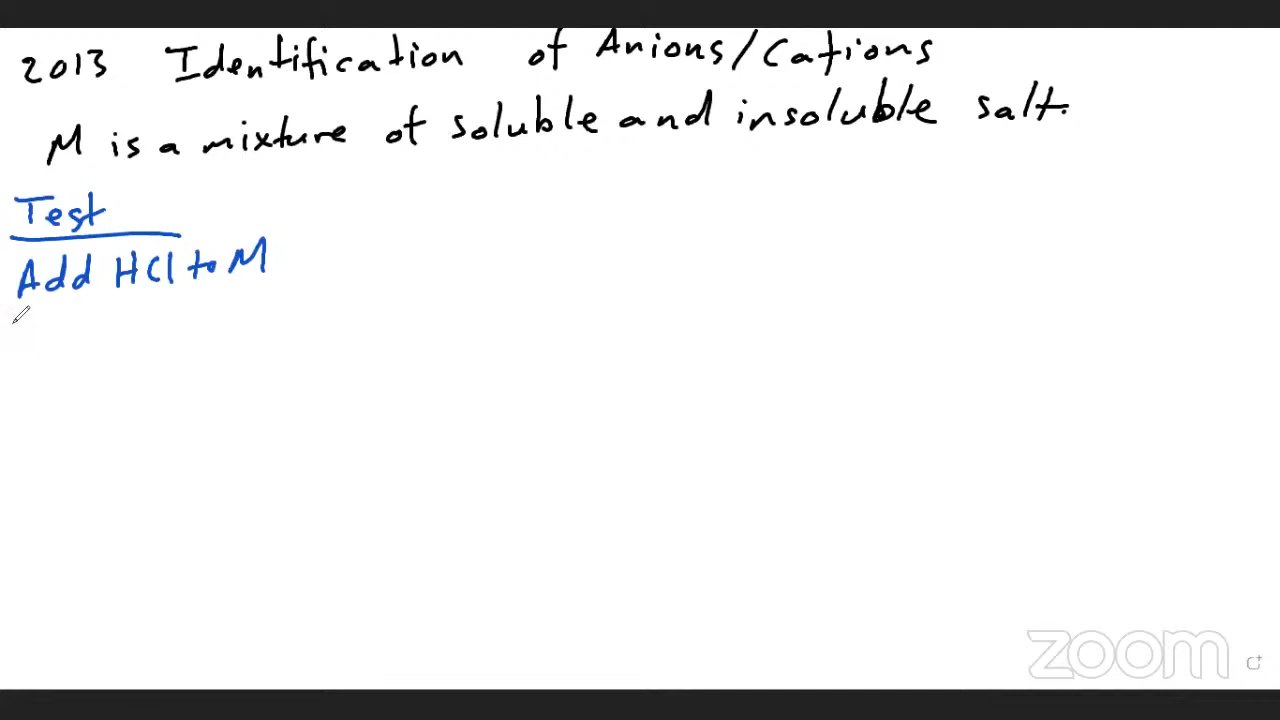 2013 Identification of Anions/Cations
M is a mixture of soluble and insoluble salt.
Test
Add HCl to M
zoom